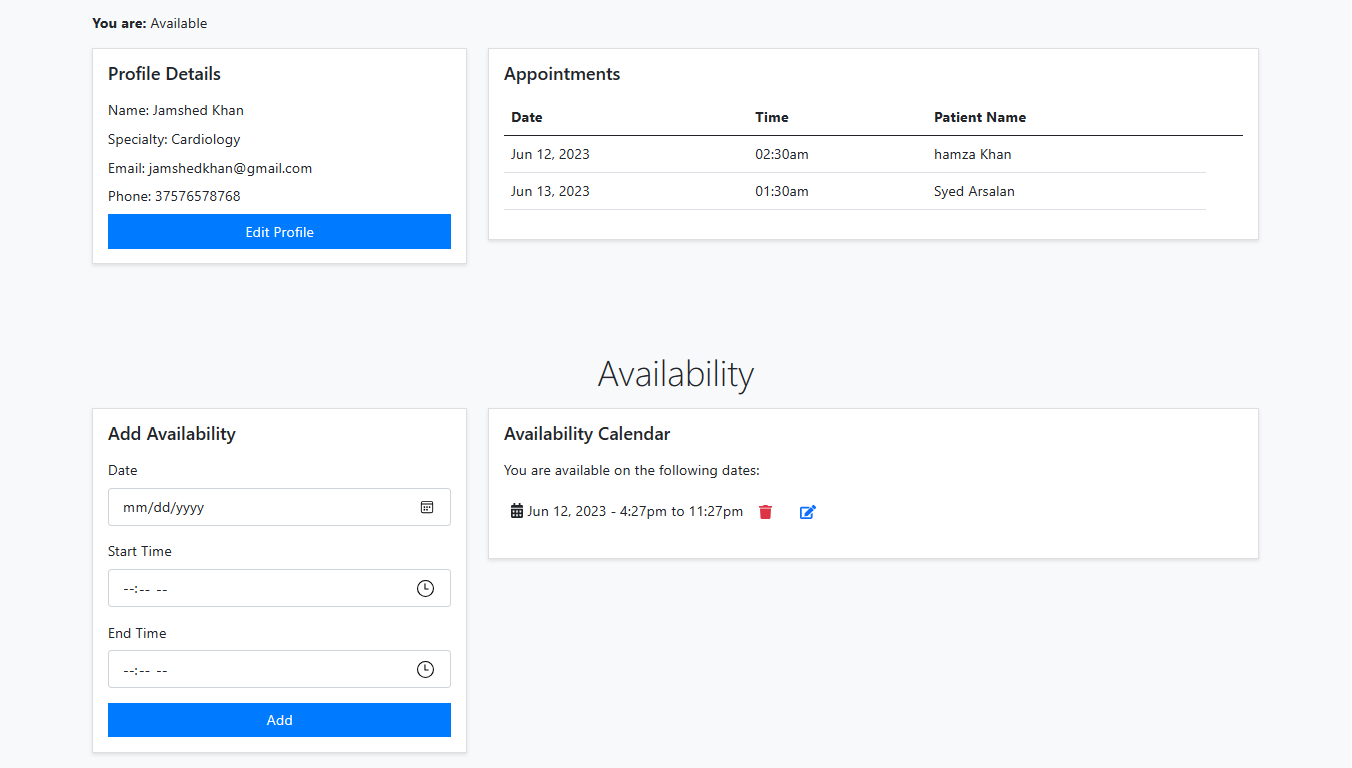 You are: Available
Profile Details
Name: Jamshed Khan
Specialty: Cardiology
Email: jamshedkhan@gmail.com
Phone: 37576578768
Edit Profile
Appointments
Date Time Patient Name
Jun 12, 2023 02:30am hamza Khan
Jun 13, 2023 01:30am Syed Arsalan
Availability
Add Availability
Date
mm/dd/yyyy
Start Time
--:-- --
End Time
--:-- --
Add
Availability Calendar
You are available on the following dates:
Jun 12, 2023 - 4:27pm to 11:27pm